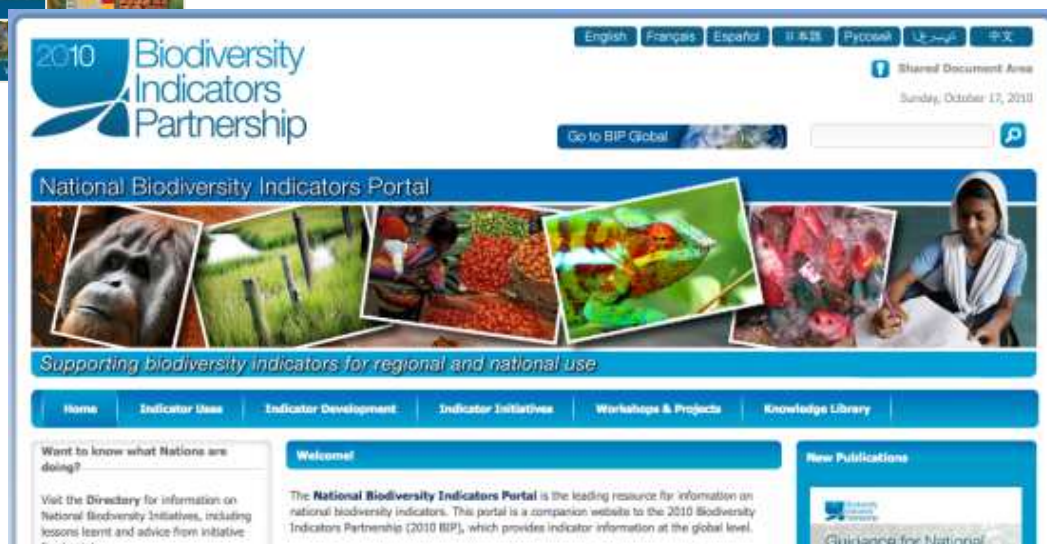 2010
Biodiversity
Indicators
Partnership
English Français Español 日本語 Русский 中文
Shared Document Area
Sunday, October 17, 2010
Go to BIP Global
National Biodiversity Indicators Portal
Supporting biodiversity indicators for regional and national use
Home Indicator Uses Indicator Development Indicator Initiatives Workshops & Projects Knowledge Library
Want to know what Nations are
doing?
Visit the Directory for information on
National Biodiversity Initiatives, including
lessons learnt and advice from initiative
Welcome!
The National Biodiversity Indicators Portal is the leading resource for information on
national biodiversity indicators. This portal is a companion website to the 2010 Biodiversity
Indicators Partnership (2010 BIP), which provides indicator information at the global level.
New Publications
Guidance for National